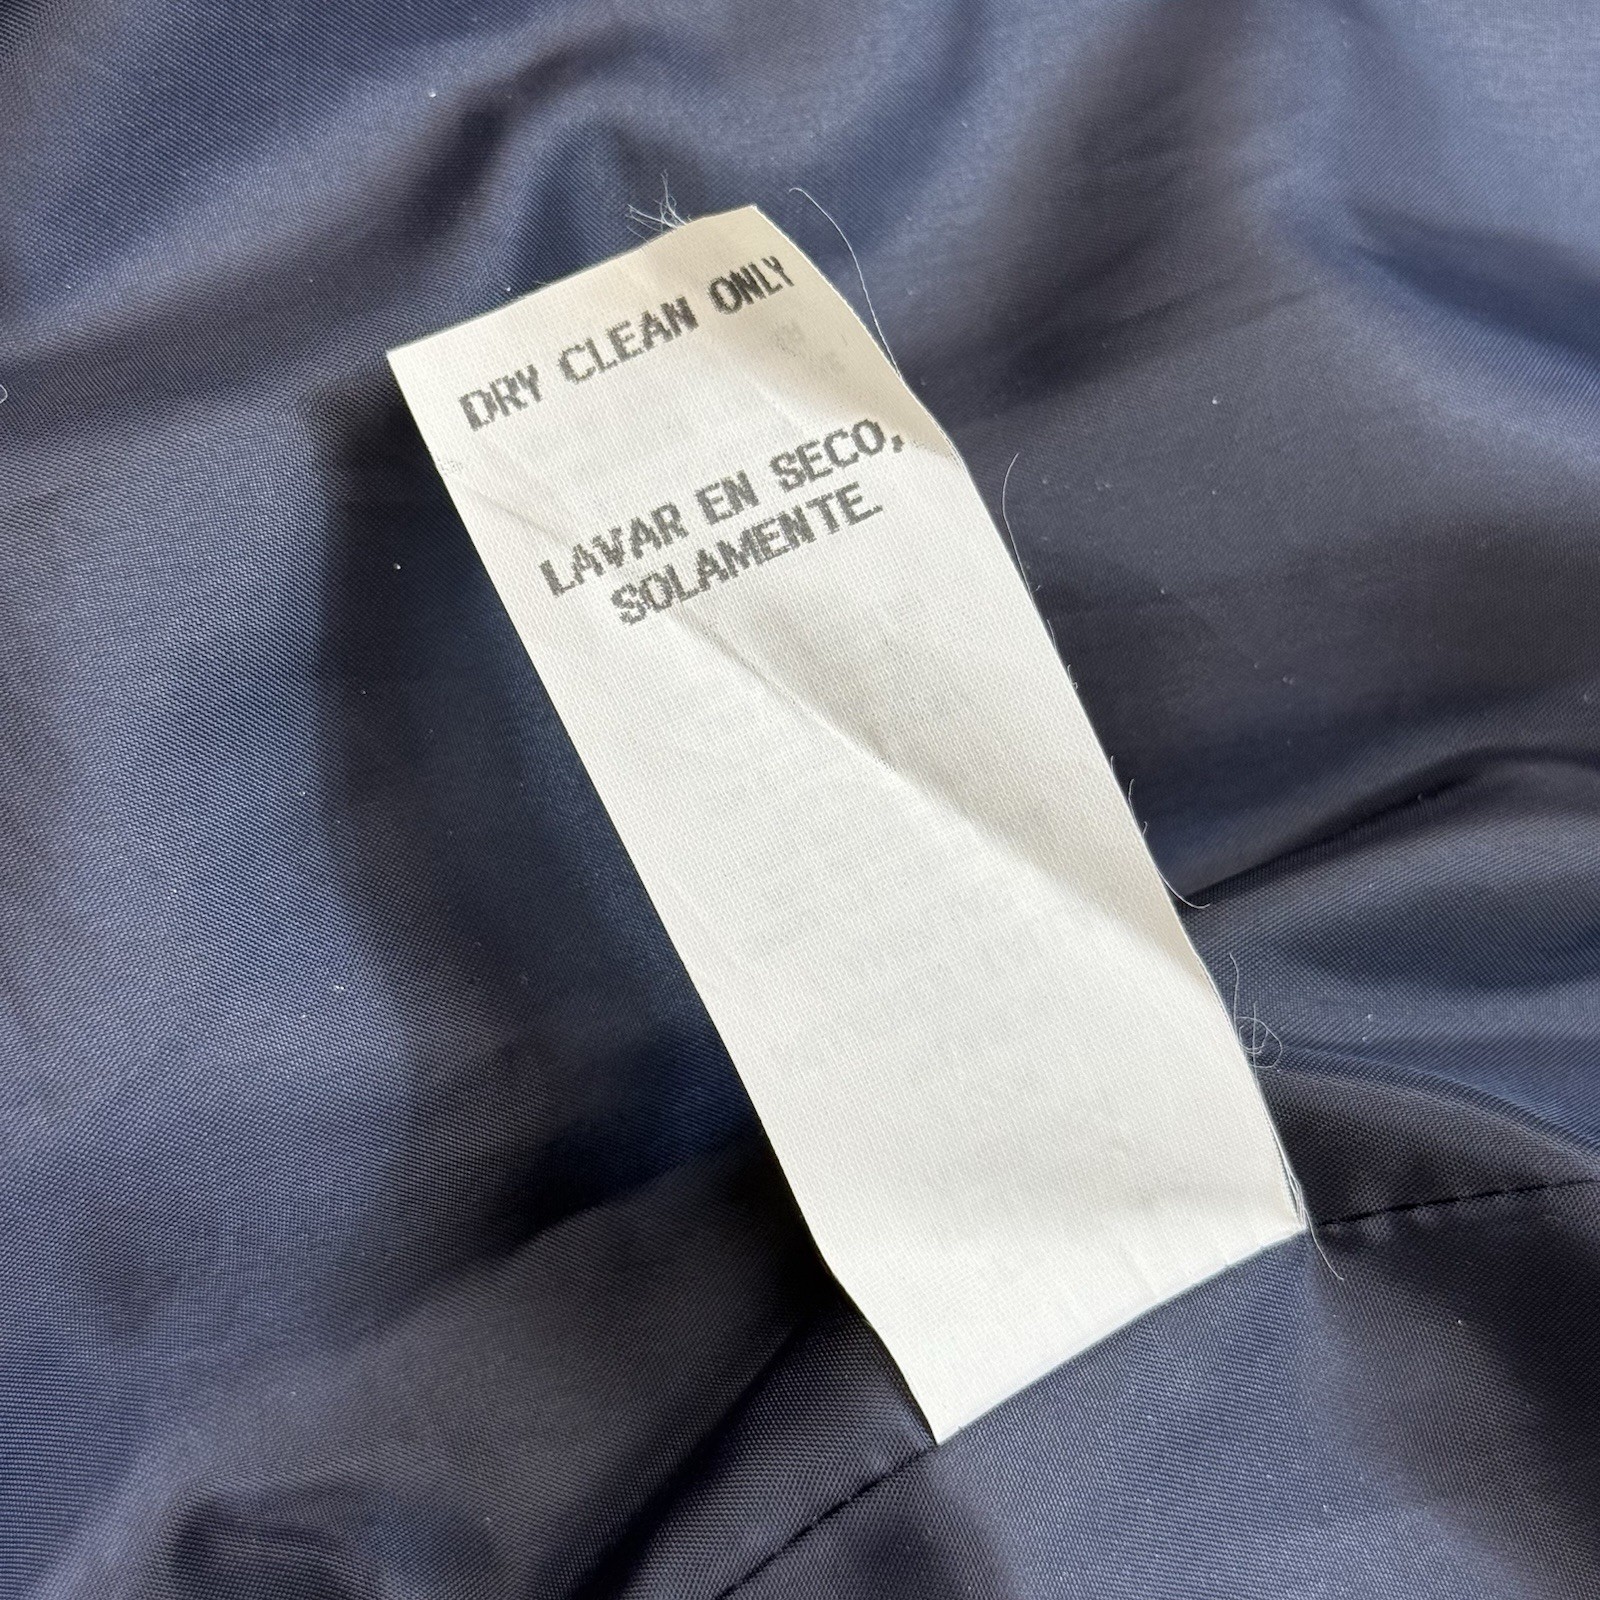 DRY CLEAN ONLY
LAVAR EN SECO,
SOLAMENTE.